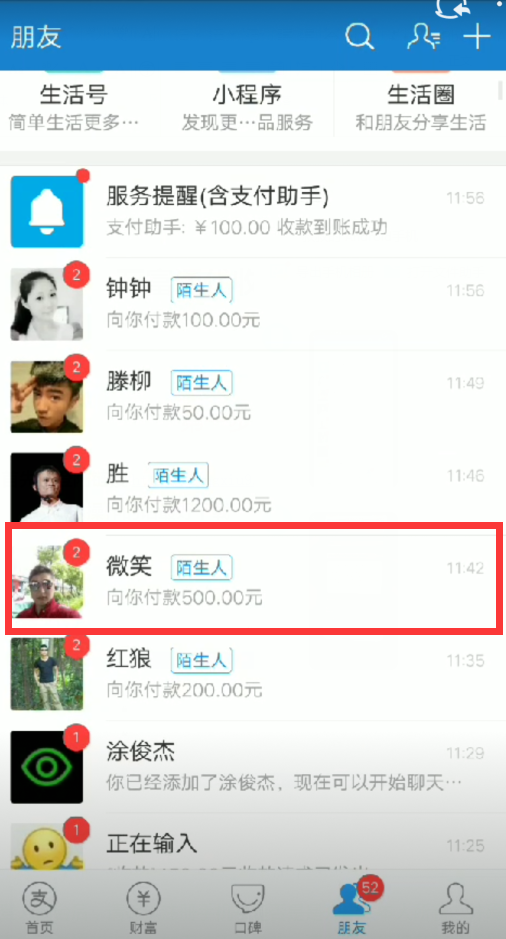 朋友
生活号
小程序
生活圈
简单生活更多…
发现更…品服务
和朋友分享生活
服务提醒(含支付助手)
11:56
支付助手: ￥100.00 收款到账成功
2
钟钟 陌生人
11:56
向你付款100.00元
2
滕柳 陌生人
11:49
向你付款50.00元
2
胜 陌生人
11:46
向你付款1200.00元
2
微笑 陌生人
11:42
向你付款500.00元
2
红狼 陌生人
11:35
向你付款200.00元
1
涂俊杰
11:29
你已经添加了涂俊杰，现在可以开始聊天…
1
正在输入
11:25
支
¥
52
首页
财富
口碑
朋友
我的